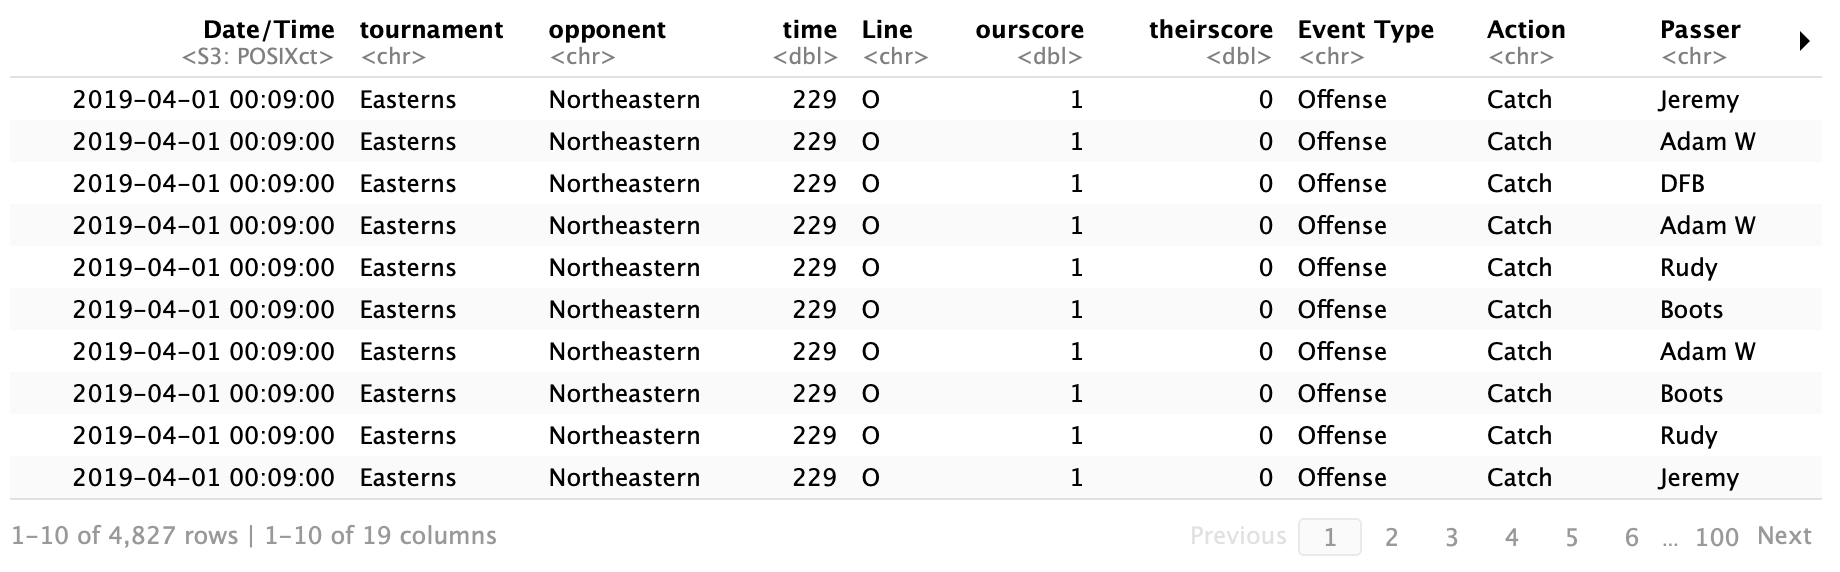 Date/Time tournament opponent time Line ourscore theirscore Event Type Action Passer
<S3: POSIXct> <chr> <chr> <dbl> <chr> <dbl> <dbl> <chr> <chr> <chr>
2019-04-01 00:09:00 Easterns Northeastern 229 O 1 0 Offense Catch Jeremy
2019-04-01 00:09:00 Easterns Northeastern 229 O 1 0 Offense Catch Adam W
2019-04-01 00:09:00 Easterns Northeastern 229 O 1 0 Offense Catch DFB
2019-04-01 00:09:00 Easterns Northeastern 229 O 1 0 Offense Catch Adam W
2019-04-01 00:09:00 Easterns Northeastern 229 O 1 0 Offense Catch Rudy
2019-04-01 00:09:00 Easterns Northeastern 229 O 1 0 Offense Catch Boots
2019-04-01 00:09:00 Easterns Northeastern 229 O 1 0 Offense Catch Adam W
2019-04-01 00:09:00 Easterns Northeastern 229 O 1 0 Offense Catch Boots
2019-04-01 00:09:00 Easterns Northeastern 229 O 1 0 Offense Catch Rudy
2019-04-01 00:09:00 Easterns Northeastern 229 O 1 0 Offense Catch Jeremy
1-10 of 4,827 rows | 1-10 of 19 columns Previous 1 2 3 4 5 6 ... 100 Next